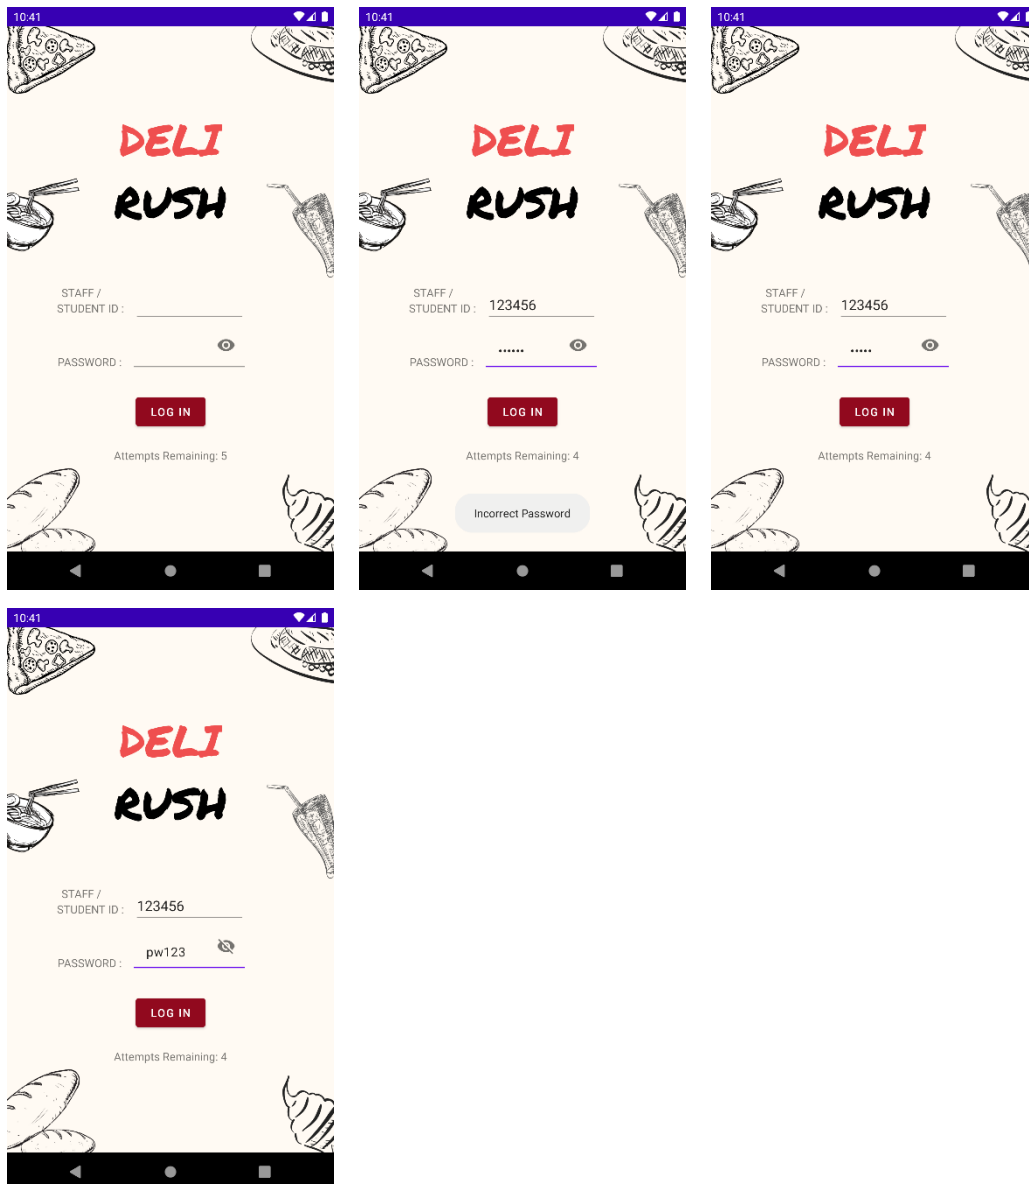 10:41
DELI
RUSH
STAFF /
STUDENT ID :
PASSWORD :
LOG IN
Attempts Remaining: 5
10:41
DELI
RUSH
STAFF /
STUDENT ID :
123456
PASSWORD :
......
LOG IN
Attempts Remaining: 4
Incorrect Password
10:41
DELI
RUSH
STAFF /
STUDENT ID :
123456
PASSWORD :
.....
LOG IN
Attempts Remaining: 4
10:41
DELI
RUSH
STAFF /
STUDENT ID :
123456
PASSWORD :
pw123
LOG IN
Attempts Remaining: 4